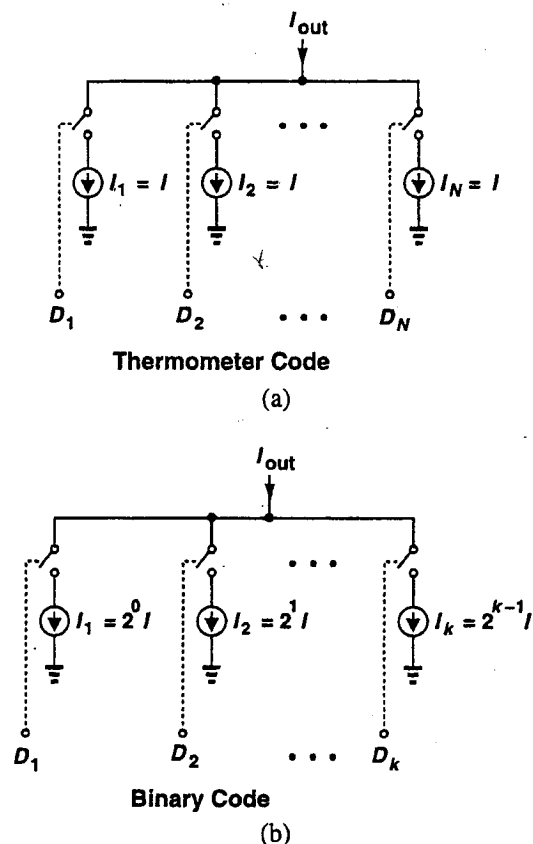 I_out
I_1 = I
I_2 = I
. . .
I_N = I
D_1
D_2
. . .
D_N
Thermometer Code
(a)
I_out
I_1 = 2^0 I
I_2 = 2^1 I
. . .
I_k = 2^{k-1} I
D_1
D_2
. . .
D_k
Binary Code
(b)